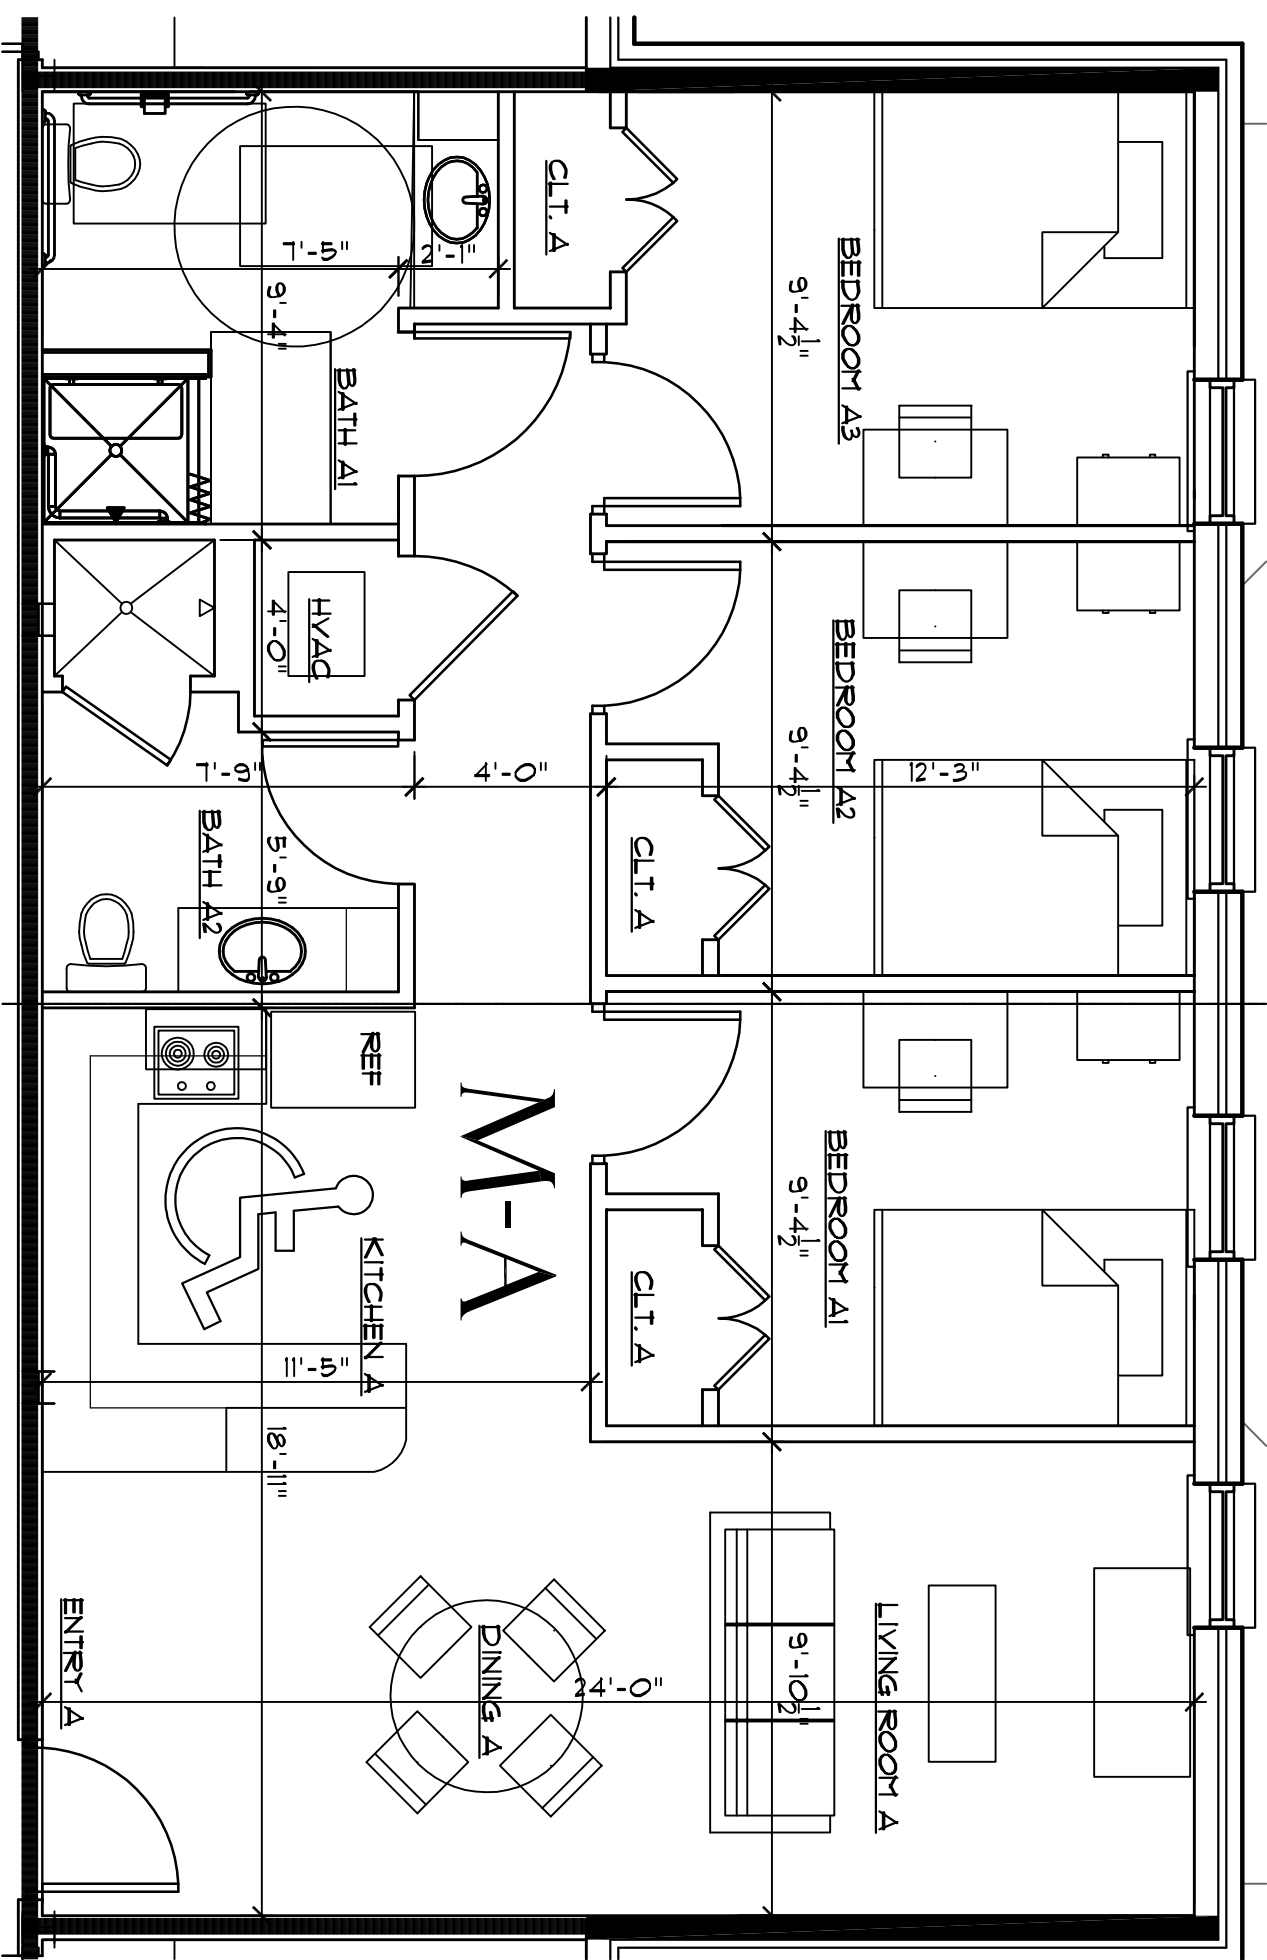 CLT. A
7'-5"
2'-1"
9'-4"
BATH A1
BEDROOM A3
9'-4 1/2"
HVAC
4'-0"
BEDROOM A2
9'-4 1/2"
7'-9"
4'-0"
12'-3"
BATH A2
5'-9"
CLT. A
REF
M-A
BEDROOM A1
9'-4 1/2"
KITCHEN A
CLT. A
11'-5"
18'-11"
ENTRY A
DINING A
24'-0"
9'-10 1/2"
LIVING ROOM A